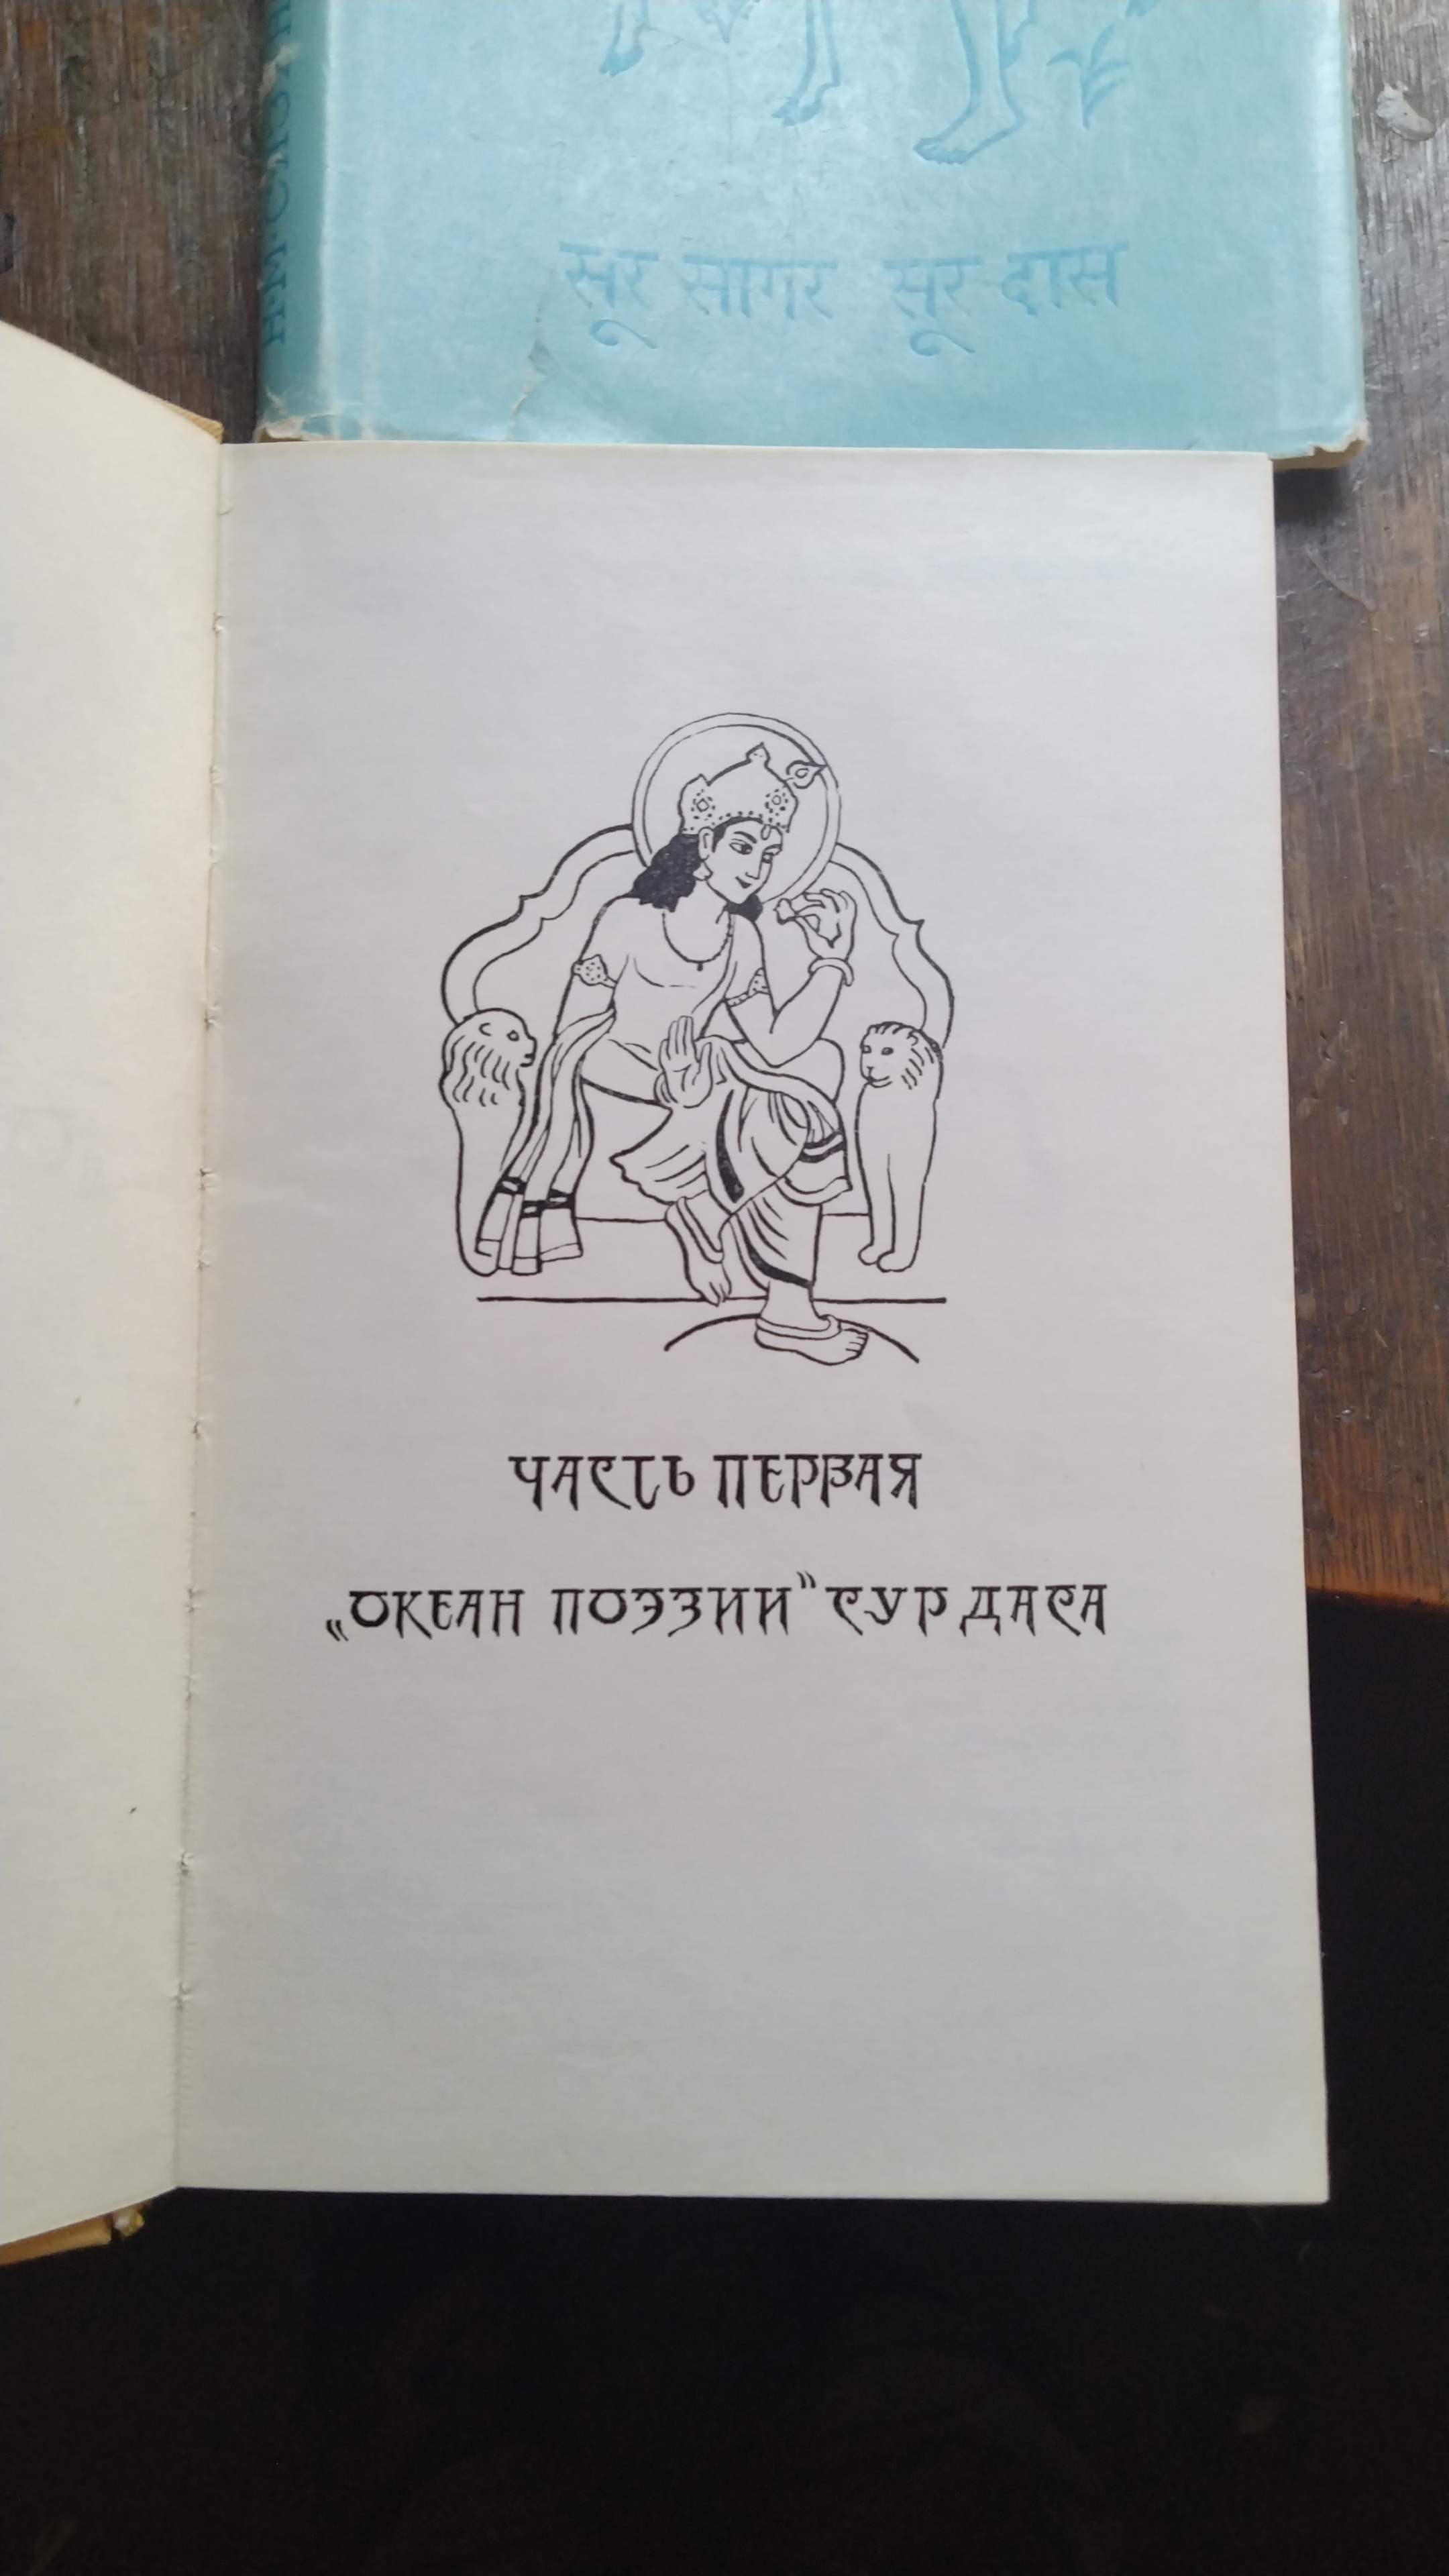 सूर सागर सूर-दास
ЧАСТЬ ПЕРВАЯ
„ОКЕАН ПОЭЗИИ” СУР ДАСА